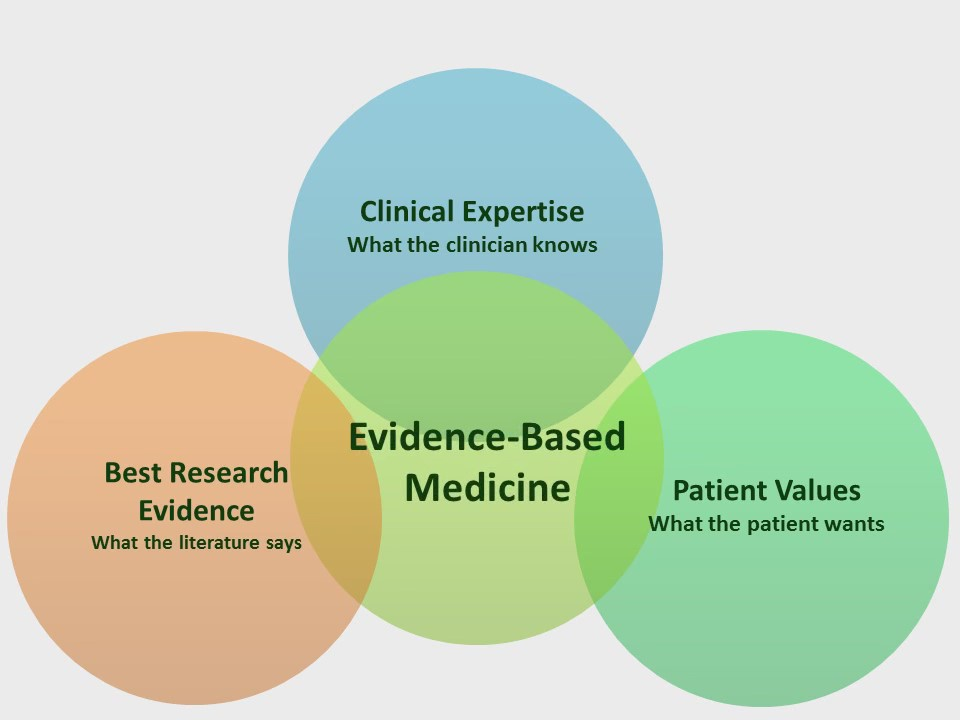 Clinical Expertise
What the clinician knows
Evidence-Based
Medicine
Best Research
Evidence
What the literature says
Patient Values
What the patient wants